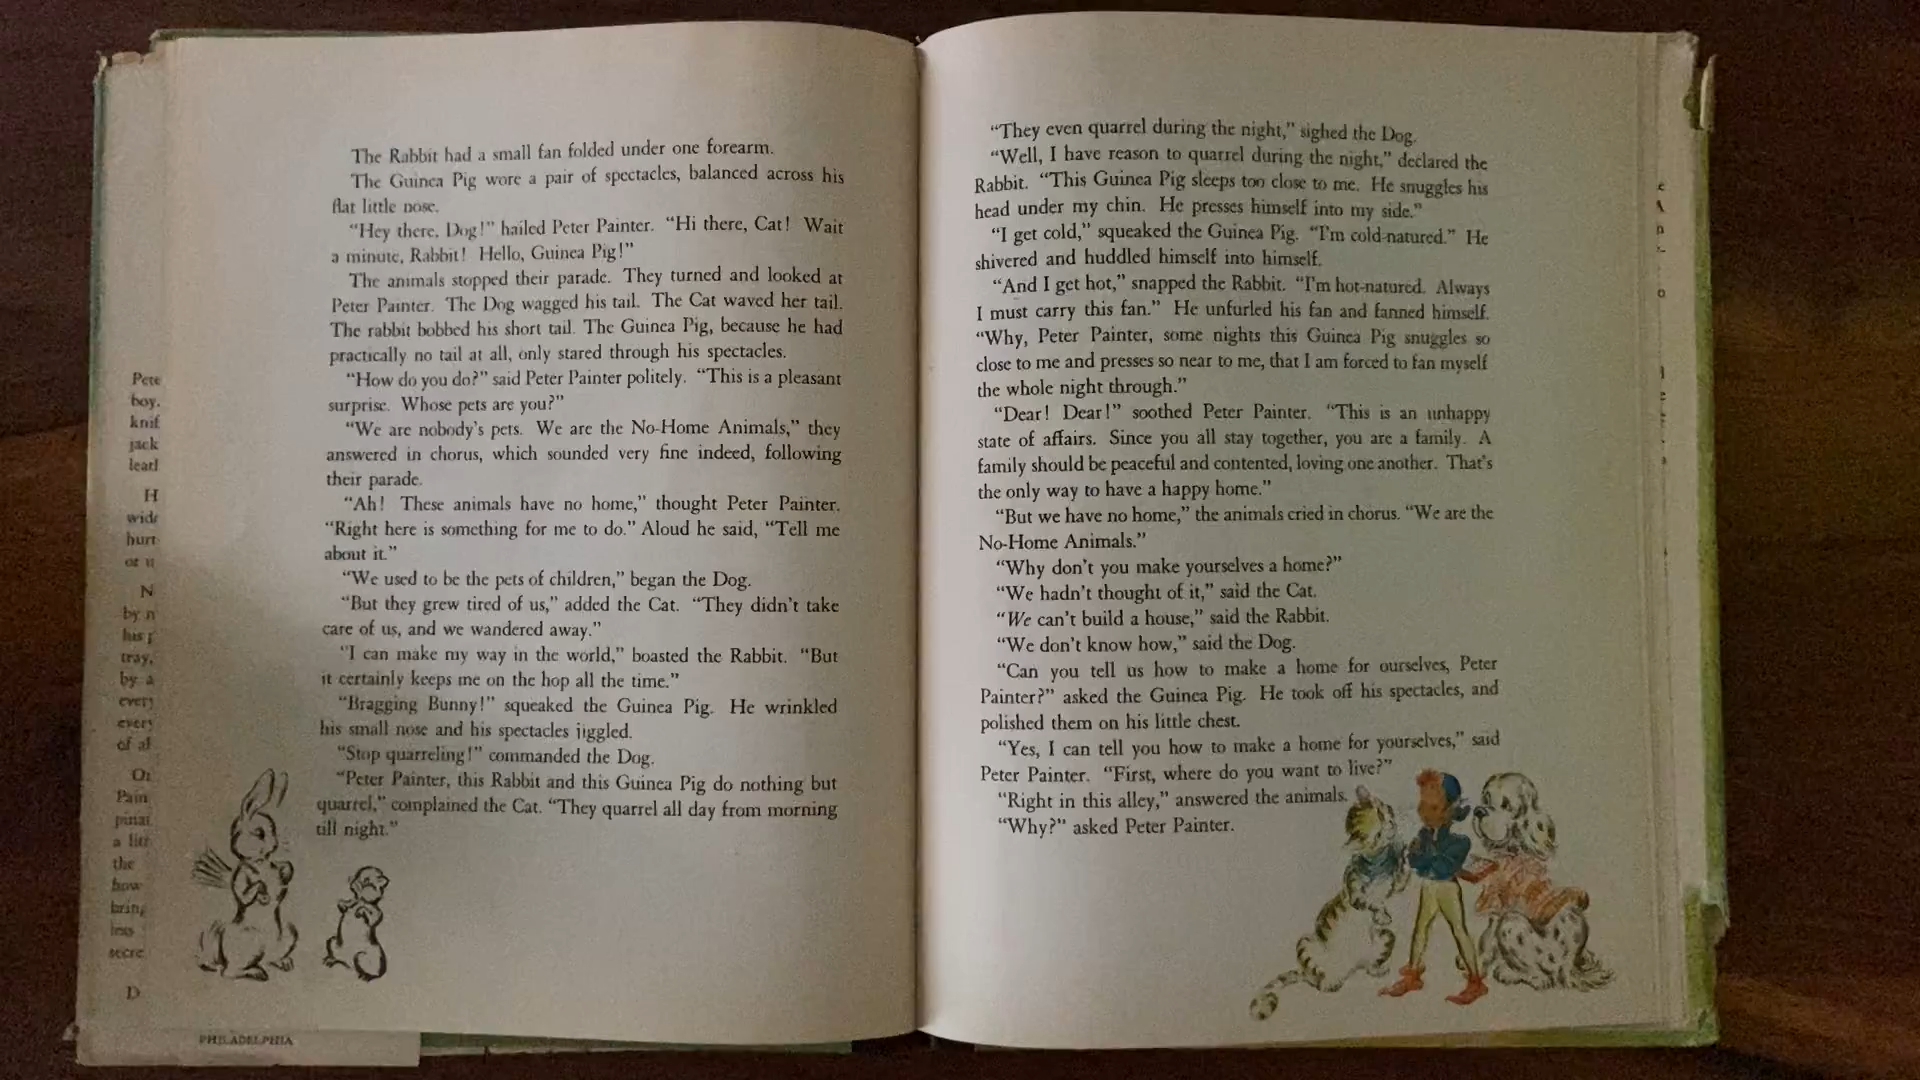 The Rabbit had a small fan folded under one forearm.
The Guinea Pig wore a pair of spectacles, balanced across his
flat little nose.
“Hey there, Dog!” hailed Peter Painter. “Hi there, Cat! Wait
a minute, Rabbit! Hello, Guinea Pig!”
The animals stopped their parade. They turned and looked at
Peter Painter. The Dog wagged his tail. The Cat waved her tail.
The rabbit bobbed his short tail. The Guinea Pig, because he had
practically no tail at all, only stared through his spectacles.
“How do you do?” said Peter Painter politely. “This is a pleasant
surprise. Whose pets are you?”
“We are nobody's pets. We are the No-Home Animals,” they
answered in chorus, which sounded very fine indeed, following
their parade.
“Ah! These animals have no home,” thought Peter Painter.
“Right here is something for me to do.” Aloud he said, “Tell me
about it.”
“We used to be the pets of children,” began the Dog.
“But they grew tired of us,” added the Cat. “They didn't take
care of us, and we wandered away.”
“I can make my way in the world,” boasted the Rabbit. “But
it certainly keeps me on the hop all the time.”
“Bragging Bunny!” squeaked the Guinea Pig. He wrinkled
his small nose and his spectacles jiggled.
“Stop quarreling!” commanded the Dog.
“Peter Painter, this Rabbit and this Guinea Pig do nothing but
quarrel,” complained the Cat. “They quarrel all day from morning
till night.”
“They even quarrel during the night,” sighed the Dog.
“Well, I have reason to quarrel during the night,” declared the
Rabbit. “This Guinea Pig sleeps too close to me. He snuggles his
head under my chin. He presses himself into my side.”
“I get cold,” squeaked the Guinea Pig. “I'm cold-natured.” He
shivered and huddled himself into himself.
“And I get hot,” snapped the Rabbit. “I'm hot-natured. Always
I must carry this fan.” He unfurled his fan and fanned himself.
“Why, Peter Painter, some nights this Guinea Pig snuggles so
close to me and presses so near to me, that I am forced to fan myself
the whole night through.”
“Dear! Dear!” soothed Peter Painter. “This is an unhappy
state of affairs. Since you all stay together, you are a family. A
family should be peaceful and contented, loving one another. That's
the only way to have a happy home.”
“But we have no home,” the animals cried in chorus. “We are the
No-Home Animals.”
“Why don't you make yourselves a home?”
“We hadn't thought of it,” said the Cat.
“We can't build a house,” said the Rabbit.
“We don't know how,” said the Dog.
“Can you tell us how to make a home for ourselves, Peter
Painter?” asked the Guinea Pig. He took off his spectacles, and
polished them on his little chest.
“Yes, I can tell you how to make a home for yourselves,” said
Peter Painter. “First, where do you want to live?”
“Right in this alley,” answered the animals.
“Why?” asked Peter Painter.
Pete
boy.
knif
jack
H
hurt
N
by n
tray,
by a
every
every
of af
Pain
a litt
the
how
D
PHILADELPHIA